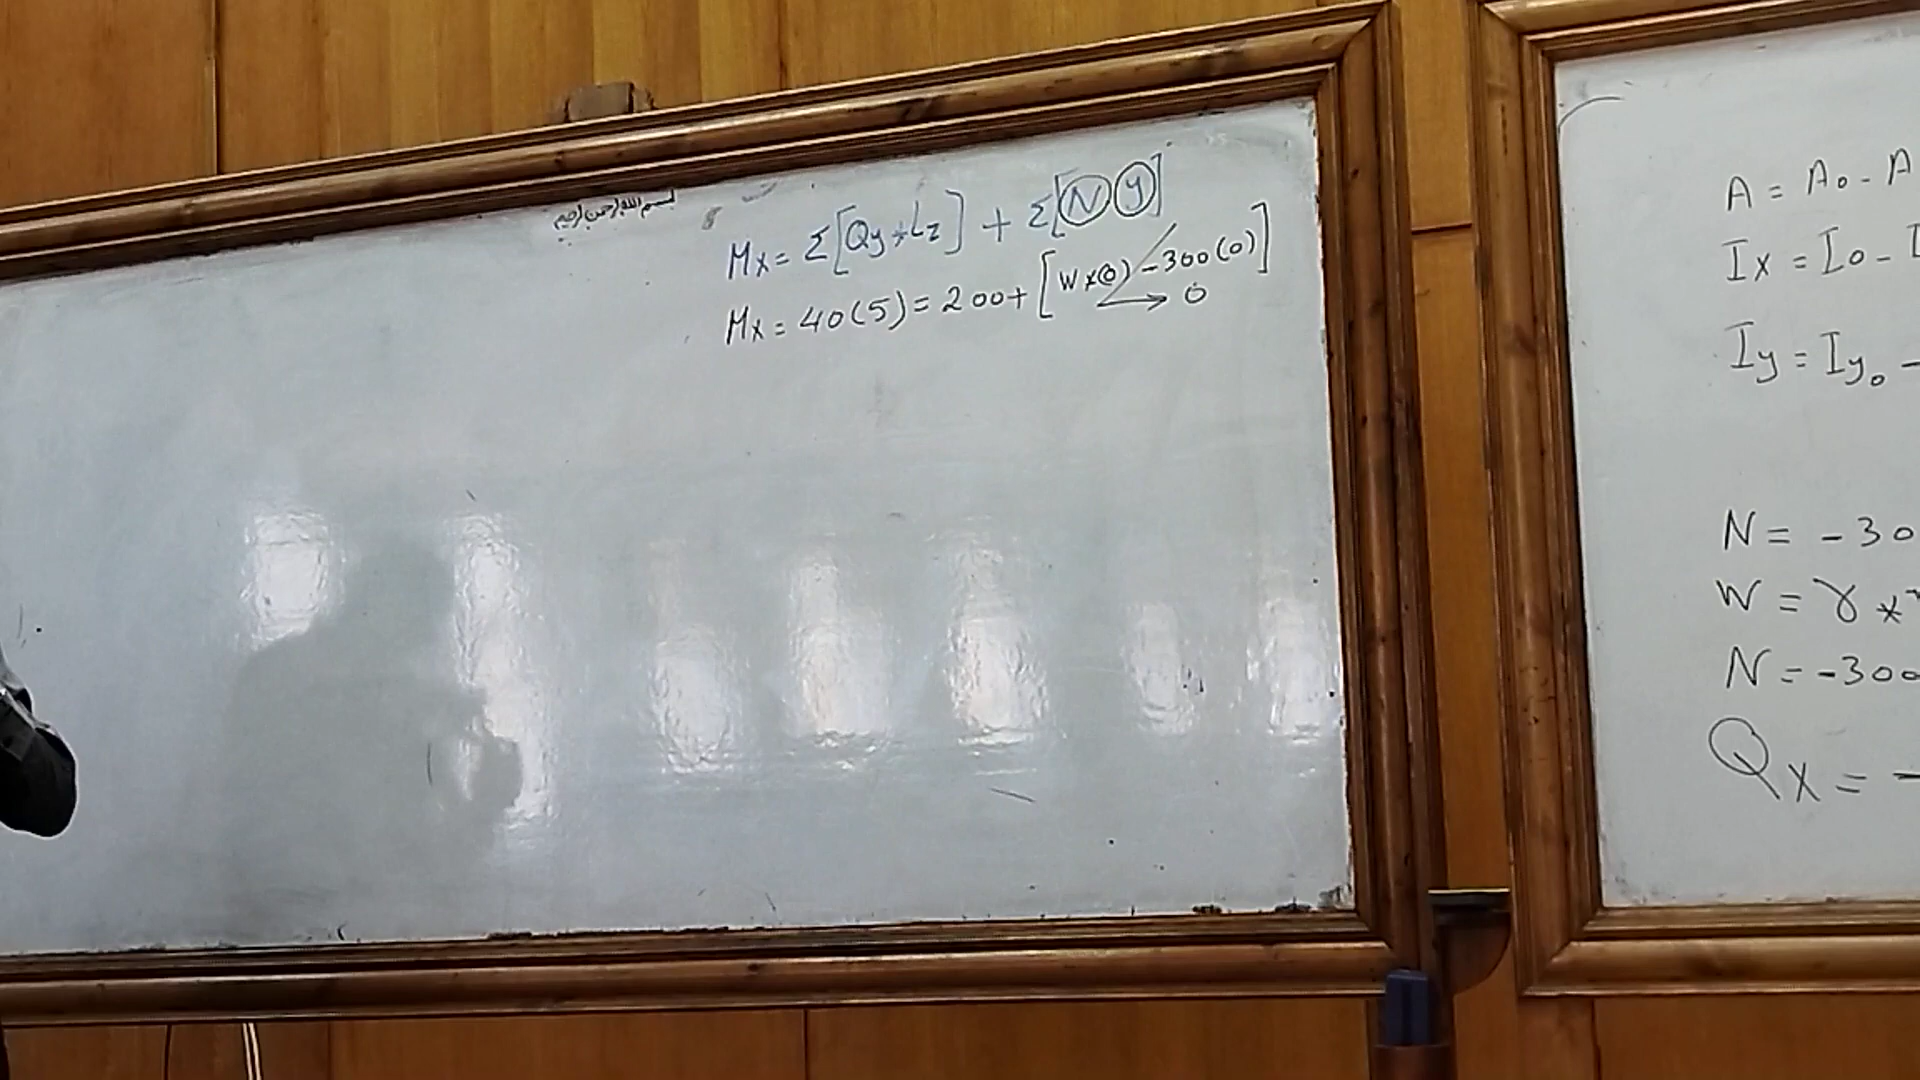 بسم الله الرحمن الرحيم
Mx = Σ[Qy*Lz] + Σ[N y]
Mx = 40(5) = 200 + [W*(0) - 300(0)] → 0
A = A0 - A
Ix = I0 - I
Iy = Iy0 -
N = -30
W = γ *
N = -300
Qx = -